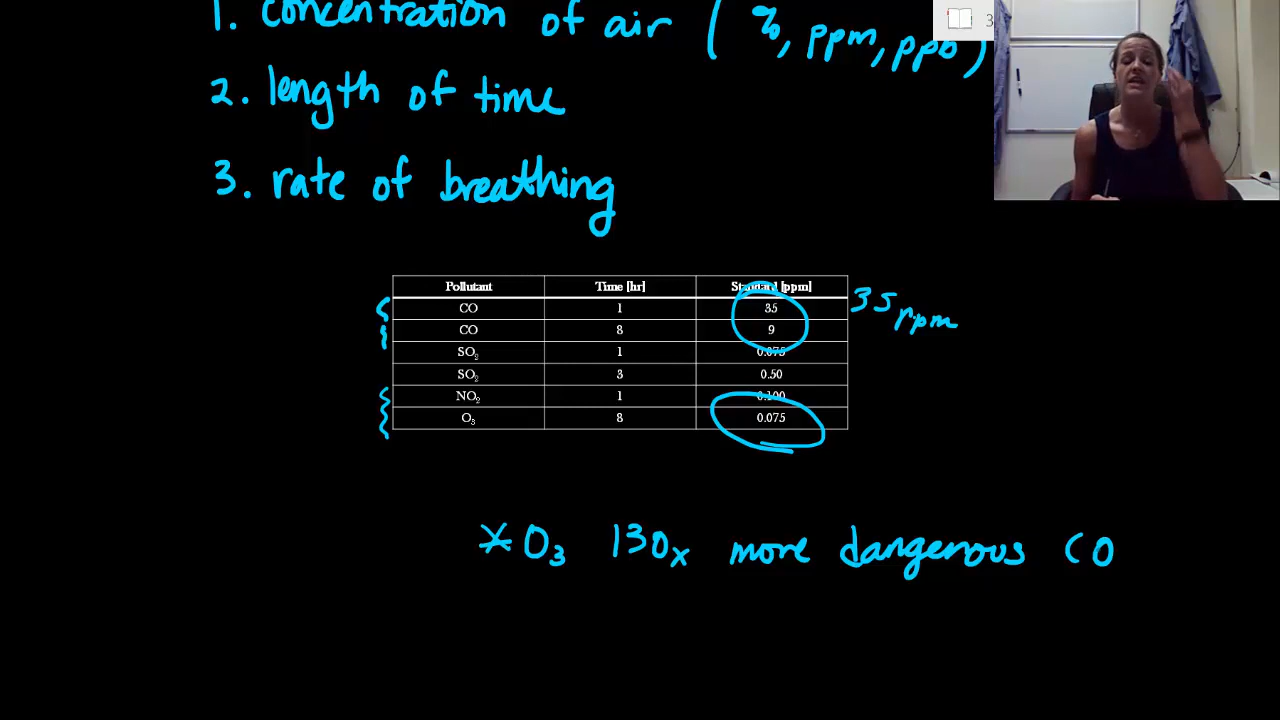 1. concentration of air ( %, ppm, ppb )
3
2. length of time
3. rate of breathing
Pollutant Time [hr] Standard [ppm]
CO 1 35 35 ppm
CO 8 9
SO₂ 1 0.075
SO₂ 3 0.50
NO₂ 1 0.100
O₃ 8 0.075
* O₃ 130x more dangerous CO